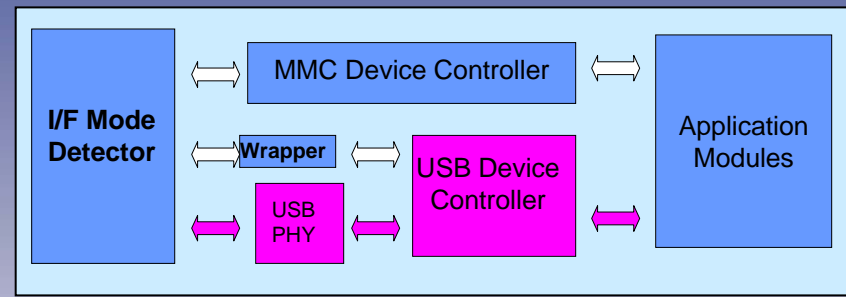 MMC Device Controller
I/F Mode
Detector
Wrapper
USB
PHY
USB Device
Controller
Application
Modules